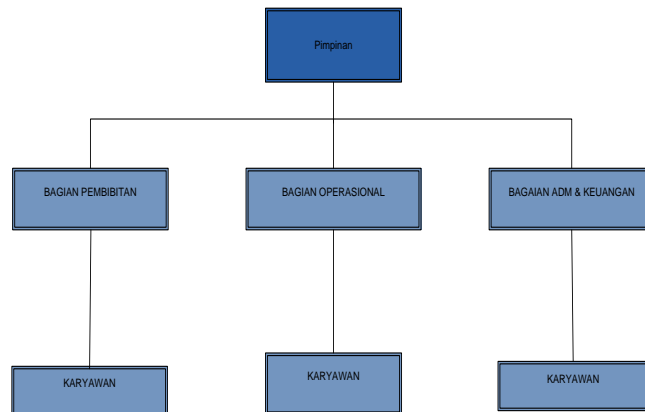 Pimpinan
BAGIAN PEMBIBITAN
BAGIAN OPERASIONAL
BAGAIAN ADM & KEUANGAN
KARYAWAN
KARYAWAN
KARYAWAN